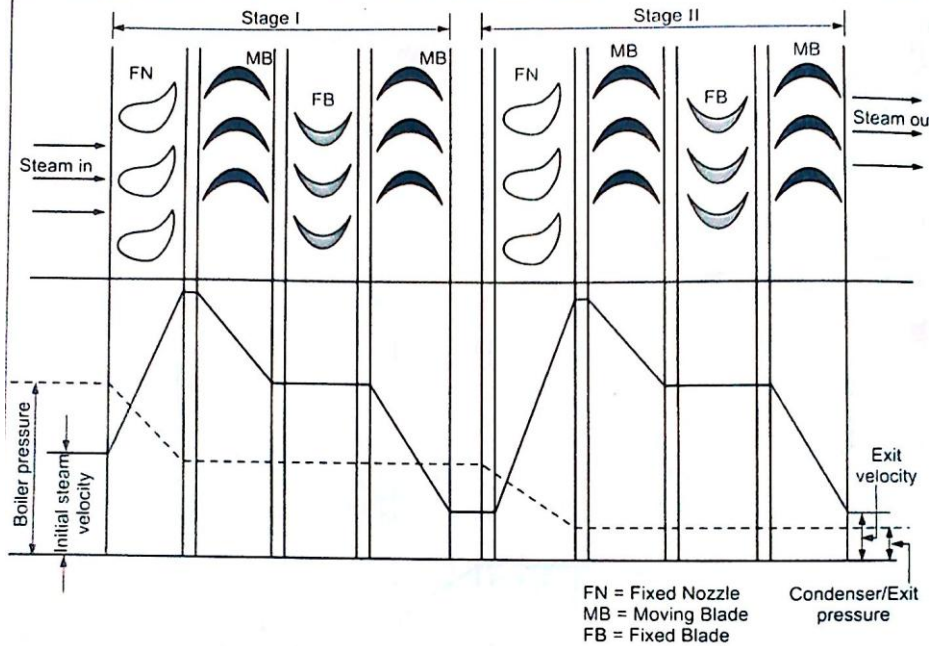 Stage I
Stage II
FN
MB
FB
MB
FN
MB
FB
MB
Steam in
Steam ou
Boiler pressure
Initial steam
velocity
Exit
velocity
Condenser/Exit
pressure
FN = Fixed Nozzle
MB = Moving Blade
FB = Fixed Blade